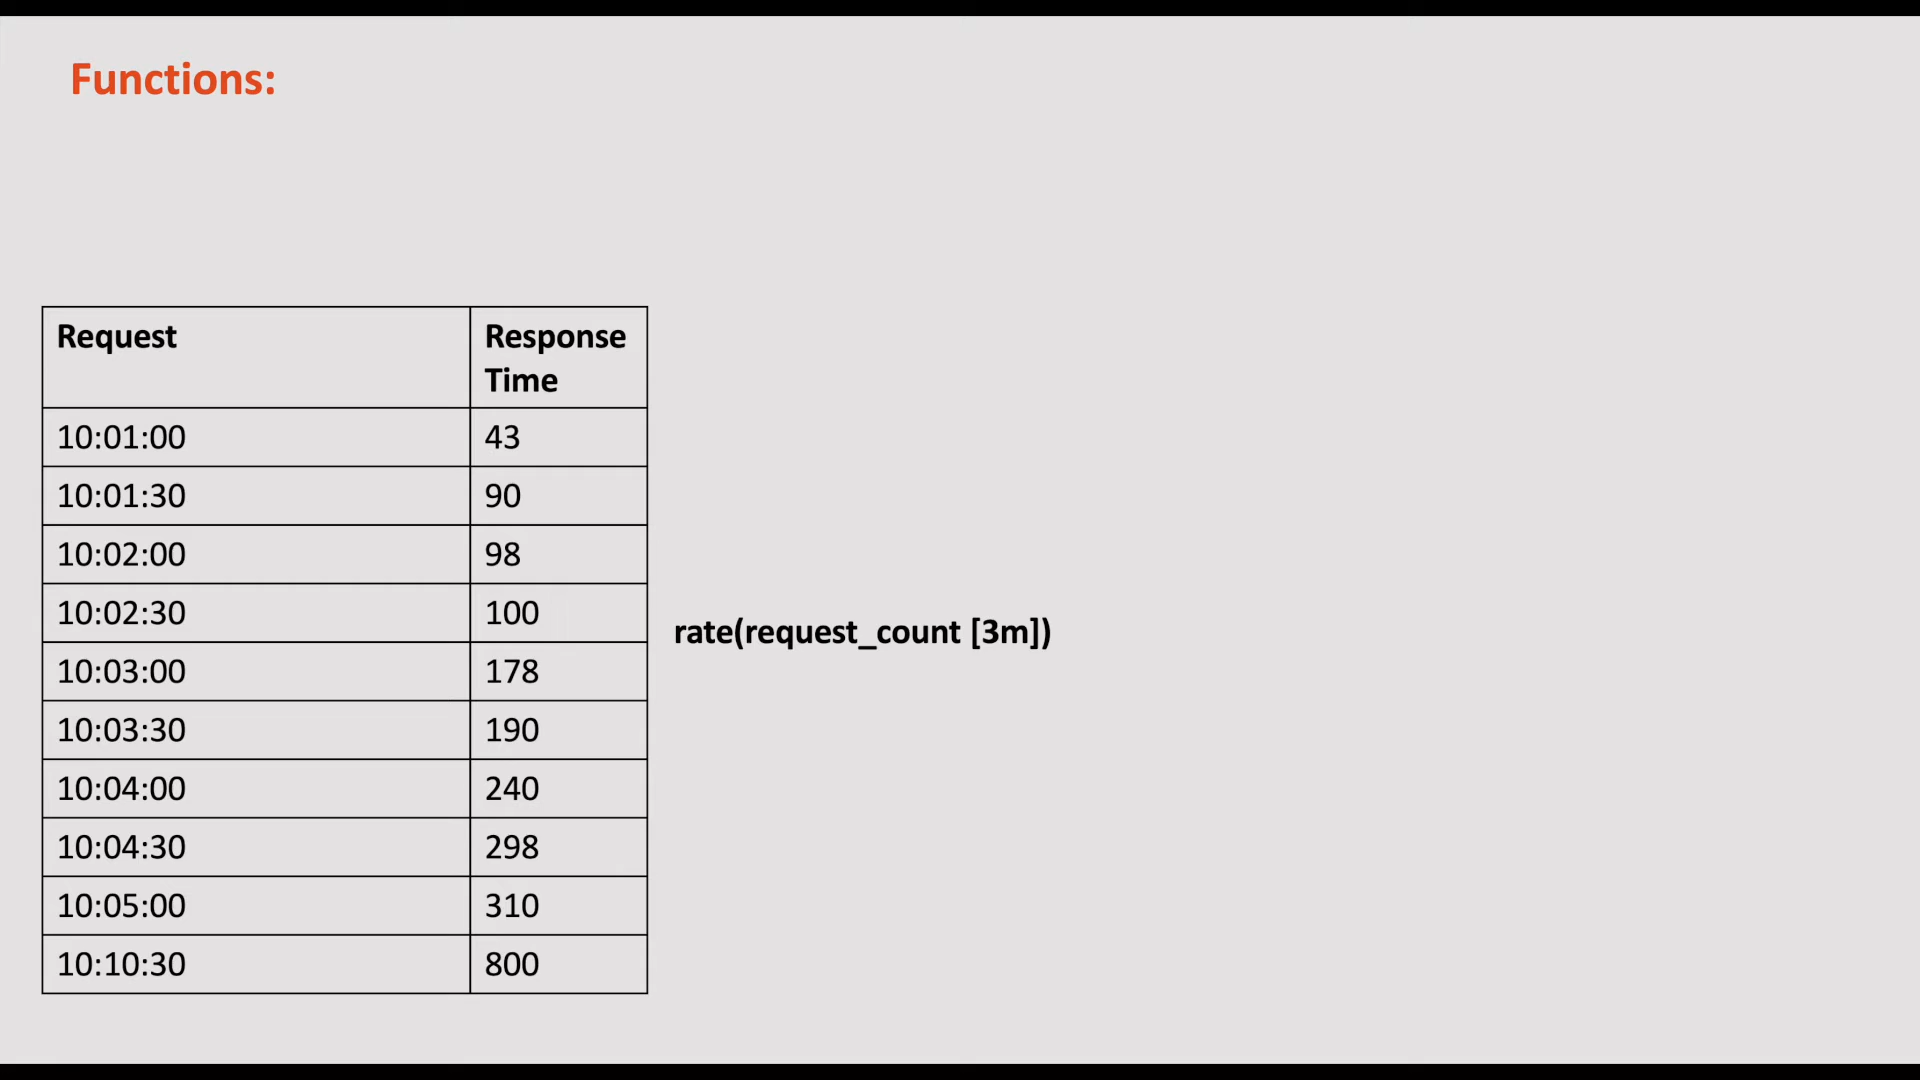 Functions:
Request Response
Time
10:01:00 43
10:01:30 90
10:02:00 98
10:02:30 100
rate(request_count [3m])
10:03:00 178
10:03:30 190
10:04:00 240
10:04:30 298
10:05:00 310
10:10:30 800